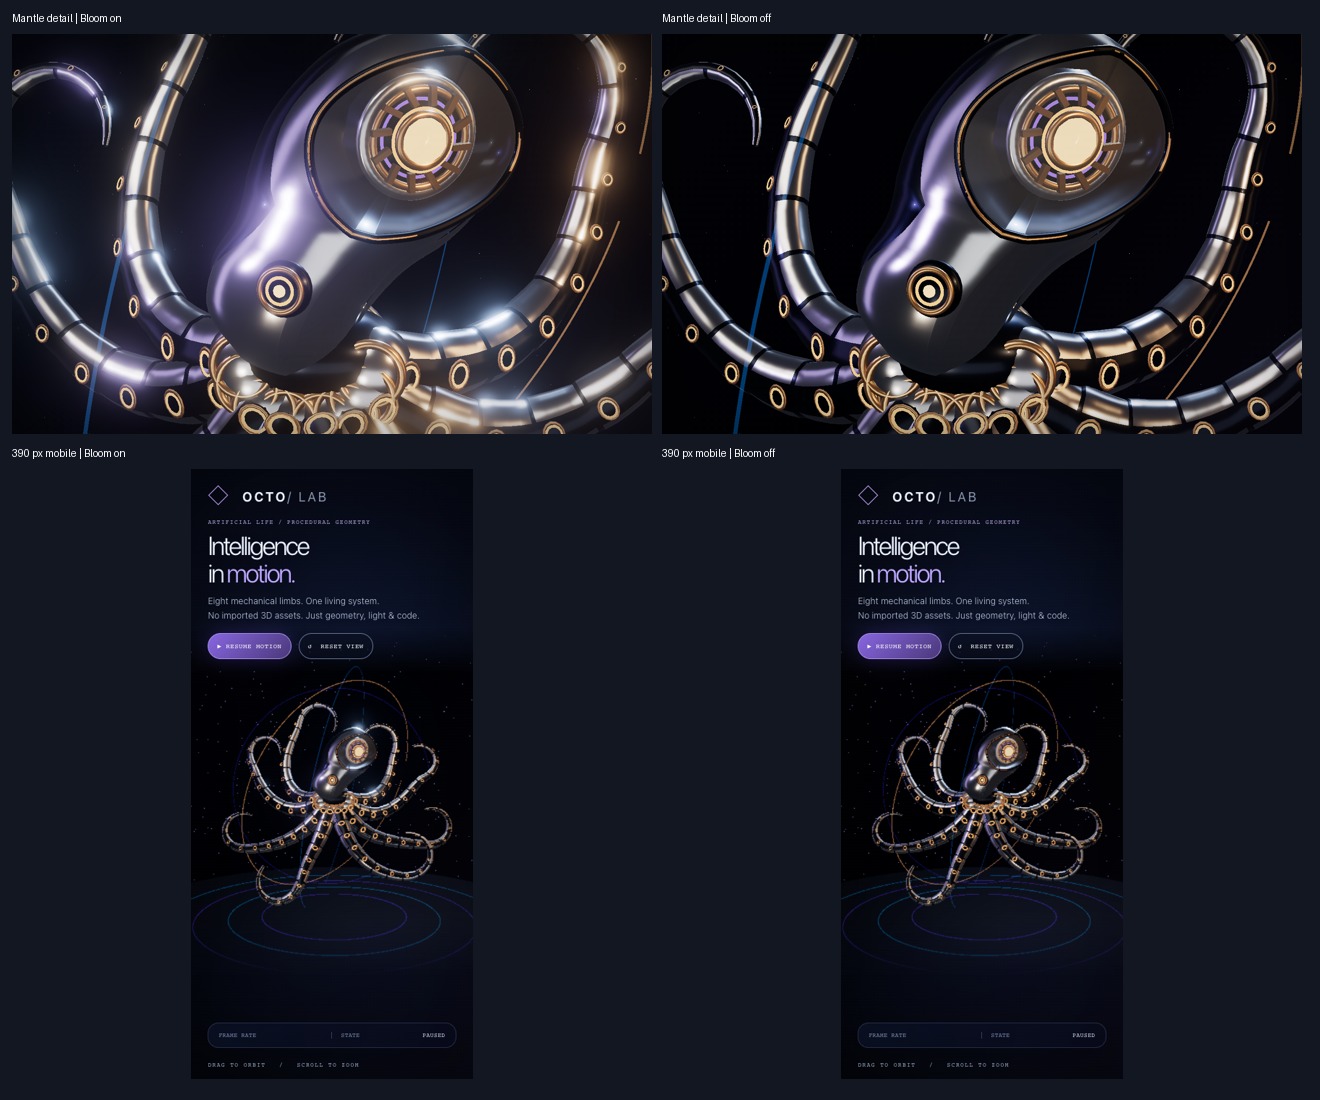 Mantle detail | Bloom on
Mantle detail | Bloom off
390 px mobile | Bloom on
390 px mobile | Bloom off
OCTO/ LAB
ARTIFICIAL LIFE / PROCEDURAL GEOMETRY
Intelligence
in motion.
Eight mechanical limbs. One living system.
No imported 3D assets. Just geometry, light & code.
▶ RESUME MOTION
↺ RESET VIEW
FRAME RATE | STATE PAUSED
DRAG TO ORBIT / SCROLL TO ZOOM
OCTO/ LAB
ARTIFICIAL LIFE / PROCEDURAL GEOMETRY
Intelligence
in motion.
Eight mechanical limbs. One living system.
No imported 3D assets. Just geometry, light & code.
▶ RESUME MOTION
↺ RESET VIEW
FRAME RATE | STATE PAUSED
DRAG TO ORBIT / SCROLL TO ZOOM